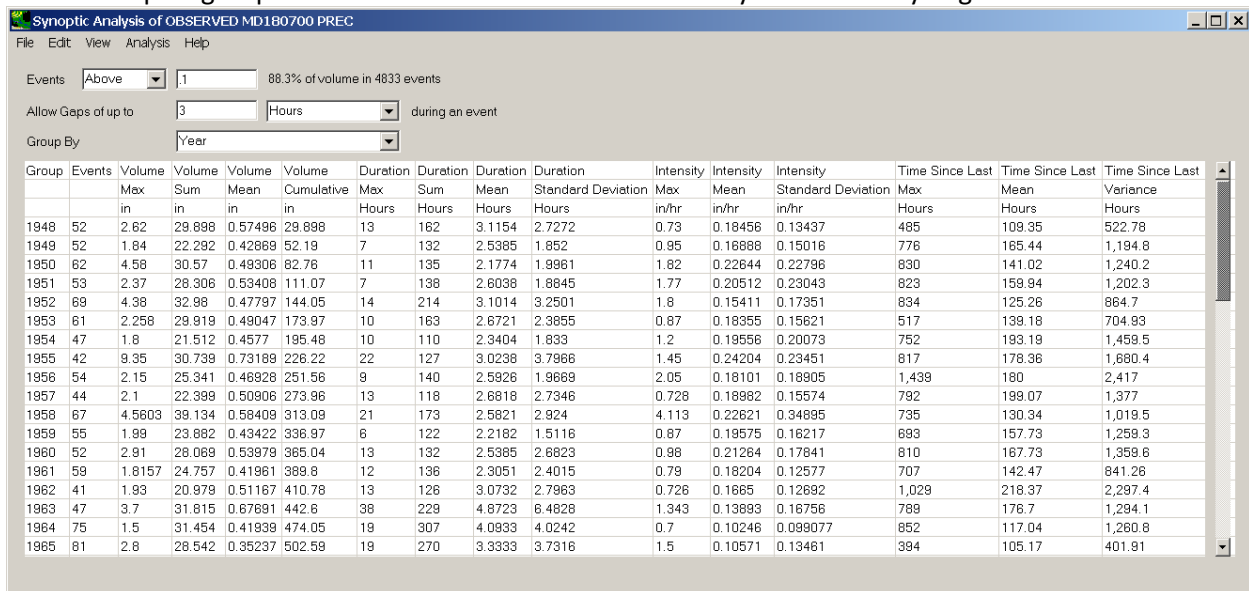 Synoptic Analysis of OBSERVED MD180700 PREC
File Edit View Analysis Help
Events Above .1 88.3% of volume in 4833 events
Allow Gaps of up to 3 Hours during an event
Group By Year
Group Events Volume Volume Volume Volume Duration Duration Duration Duration Intensity Intensity Intensity Time Since Last Time Since Last Time Since Last
Max Sum Mean Cumulative Max Sum Mean Standard Deviation Max Mean Standard Deviation Max Mean Variance
in in in in Hours Hours Hours Hours in/hr in/hr in/hr Hours Hours Hours
1948 52 2.62 29.898 0.57496 29.898 13 162 3.1154 2.7272 0.73 0.18456 0.13437 485 109.35 522.78
1949 52 1.84 22.292 0.42869 52.19 7 132 2.5385 1.852 0.95 0.16888 0.15016 776 165.44 1,194.8
1950 62 4.58 30.57 0.49306 82.76 11 135 2.1774 1.9961 1.82 0.22644 0.22796 830 141.02 1,240.2
1951 53 2.37 28.306 0.53408 111.07 7 138 2.6038 1.8845 1.77 0.20512 0.23043 823 159.94 1,202.3
1952 69 4.38 32.98 0.47797 144.05 14 214 3.1014 3.2501 1.8 0.15411 0.17351 834 125.26 864.7
1953 61 2.258 29.919 0.49047 173.97 10 163 2.6721 2.3855 0.87 0.18355 0.15621 517 139.18 704.93
1954 47 1.8 21.512 0.4577 195.48 10 110 2.3404 1.833 1.2 0.19556 0.20073 752 193.19 1,459.5
1955 42 9.35 30.739 0.73189 226.22 22 127 3.0238 3.7966 1.45 0.24204 0.23451 817 178.36 1,680.4
1956 54 2.15 25.341 0.46928 251.56 9 140 2.5926 1.9669 2.05 0.18101 0.18905 1,439 180 2,417
1957 44 2.1 22.399 0.50906 273.96 13 118 2.6818 2.7346 0.728 0.18982 0.15574 792 199.07 1,377
1958 67 4.5603 39.134 0.58409 313.09 21 173 2.5821 2.924 4.113 0.22621 0.34895 735 130.34 1,019.5
1959 55 1.99 23.882 0.43422 336.97 6 122 2.2182 1.5116 0.87 0.19575 0.16217 693 157.73 1,259.3
1960 52 2.91 28.069 0.53979 365.04 13 132 2.5385 2.6823 0.98 0.21264 0.17841 810 167.73 1,359.6
1961 59 1.8157 24.757 0.41961 389.8 12 136 2.3051 2.4015 0.79 0.18204 0.12577 707 142.47 841.26
1962 41 1.93 20.979 0.51167 410.78 13 126 3.0732 2.7963 0.726 0.1665 0.12692 1,029 218.37 2,297.4
1963 47 3.7 31.815 0.67691 442.6 38 229 4.8723 6.4828 1.343 0.13893 0.16756 789 176.7 1,294.1
1964 75 1.5 31.454 0.41939 474.05 19 307 4.0933 4.0242 0.7 0.10246 0.099077 852 117.04 1,260.8
1965 81 2.8 28.542 0.35237 502.59 19 270 3.3333 3.7316 1.5 0.10571 0.13461 394 105.17 401.91